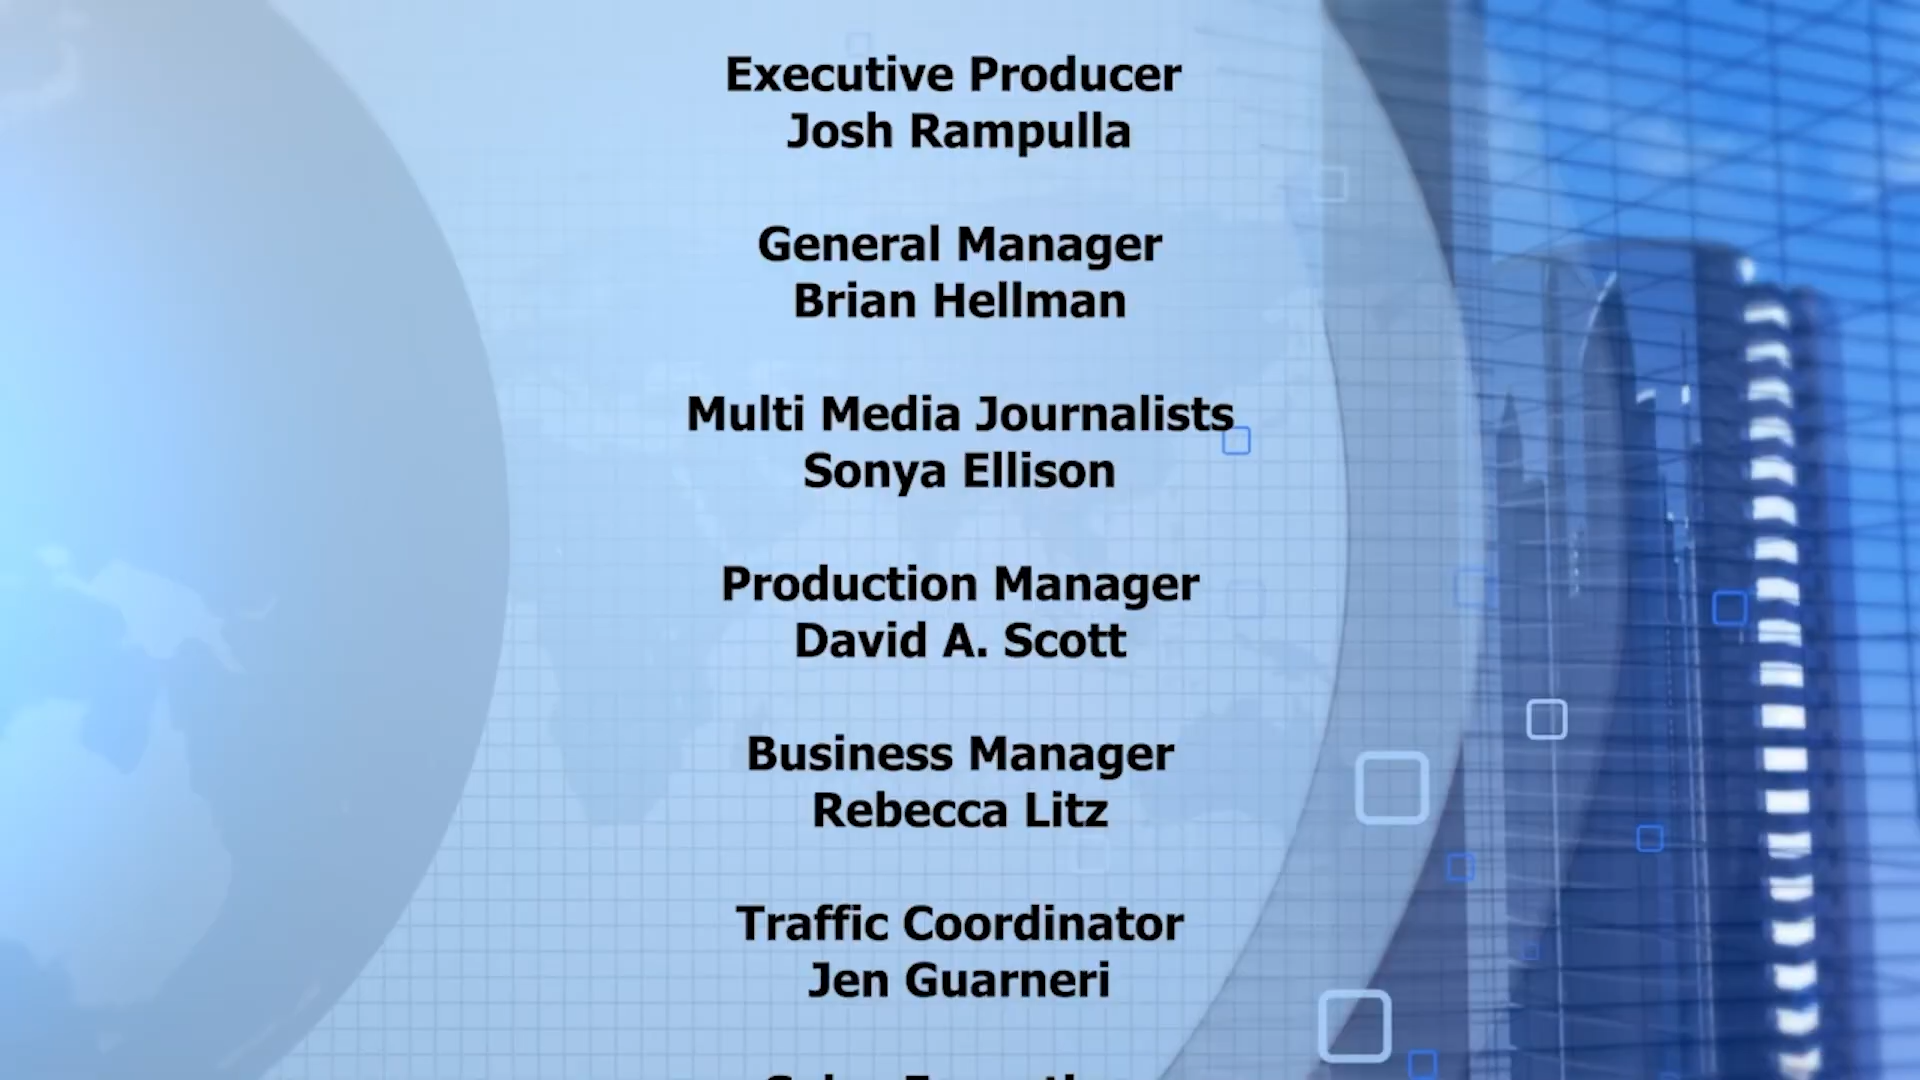 Executive Producer
Josh Rampulla
General Manager
Brian Hellman
Multi Media Journalists
Sonya Ellison
Production Manager
David A. Scott
Business Manager
Rebecca Litz
Traffic Coordinator
Jen Guarneri